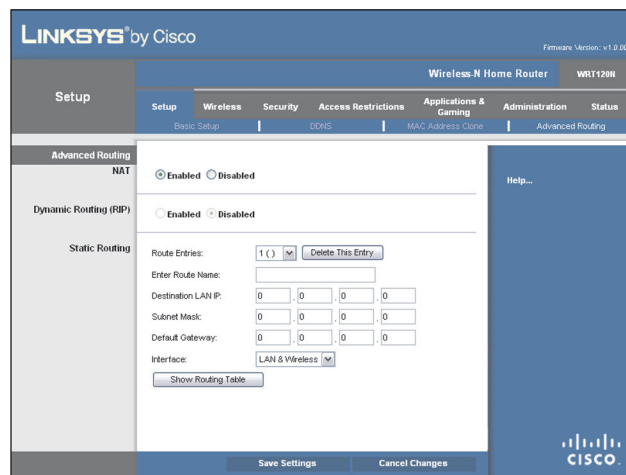 LINKSYS® by Cisco
Firmware Version: v1.0.00
Wireless-N Home Router WRT120N
Setup
Setup Wireless Security Access Restrictions Applications & Gaming Administration Status
Basic Setup DDNS MAC Address Clone Advanced Routing
Advanced Routing
NAT
Enabled Disabled
Help...
Dynamic Routing (RIP)
Enabled Disabled
Static Routing
Route Entries: 1 ( ) Delete This Entry
Enter Route Name:
Destination LAN IP: 0 . 0 . 0 . 0
Subnet Mask: 0 . 0 . 0 . 0
Default Gateway: 0 . 0 . 0 . 0
Interface: LAN & Wireless
Show Routing Table
Save Settings Cancel Changes
CISCO.